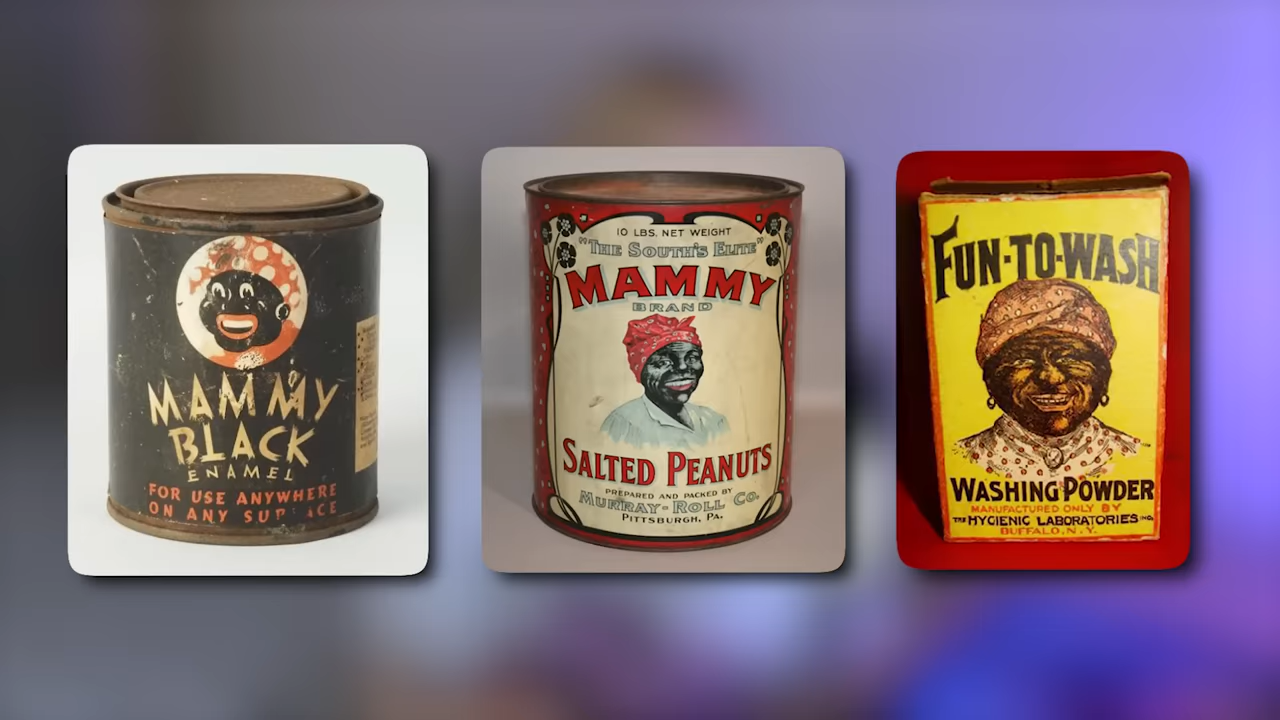 MAMMY
BLACK
ENAMEL
FOR USE ANYWHERE
ON ANY SURFACE
10 LBS. NET WEIGHT
"THE SOUTH'S ELITE"
MAMMY
BRAND
SALTED PEANUTS
PREPARED AND PACKED BY
MURRAY-ROLL CO.
PITTSBURGH, PA.
FUN-TO-WASH
WASHING POWDER
MANUFACTURED ONLY BY
THE HYGIENIC LABORATORIES INC.
BUFFALO, N.Y.